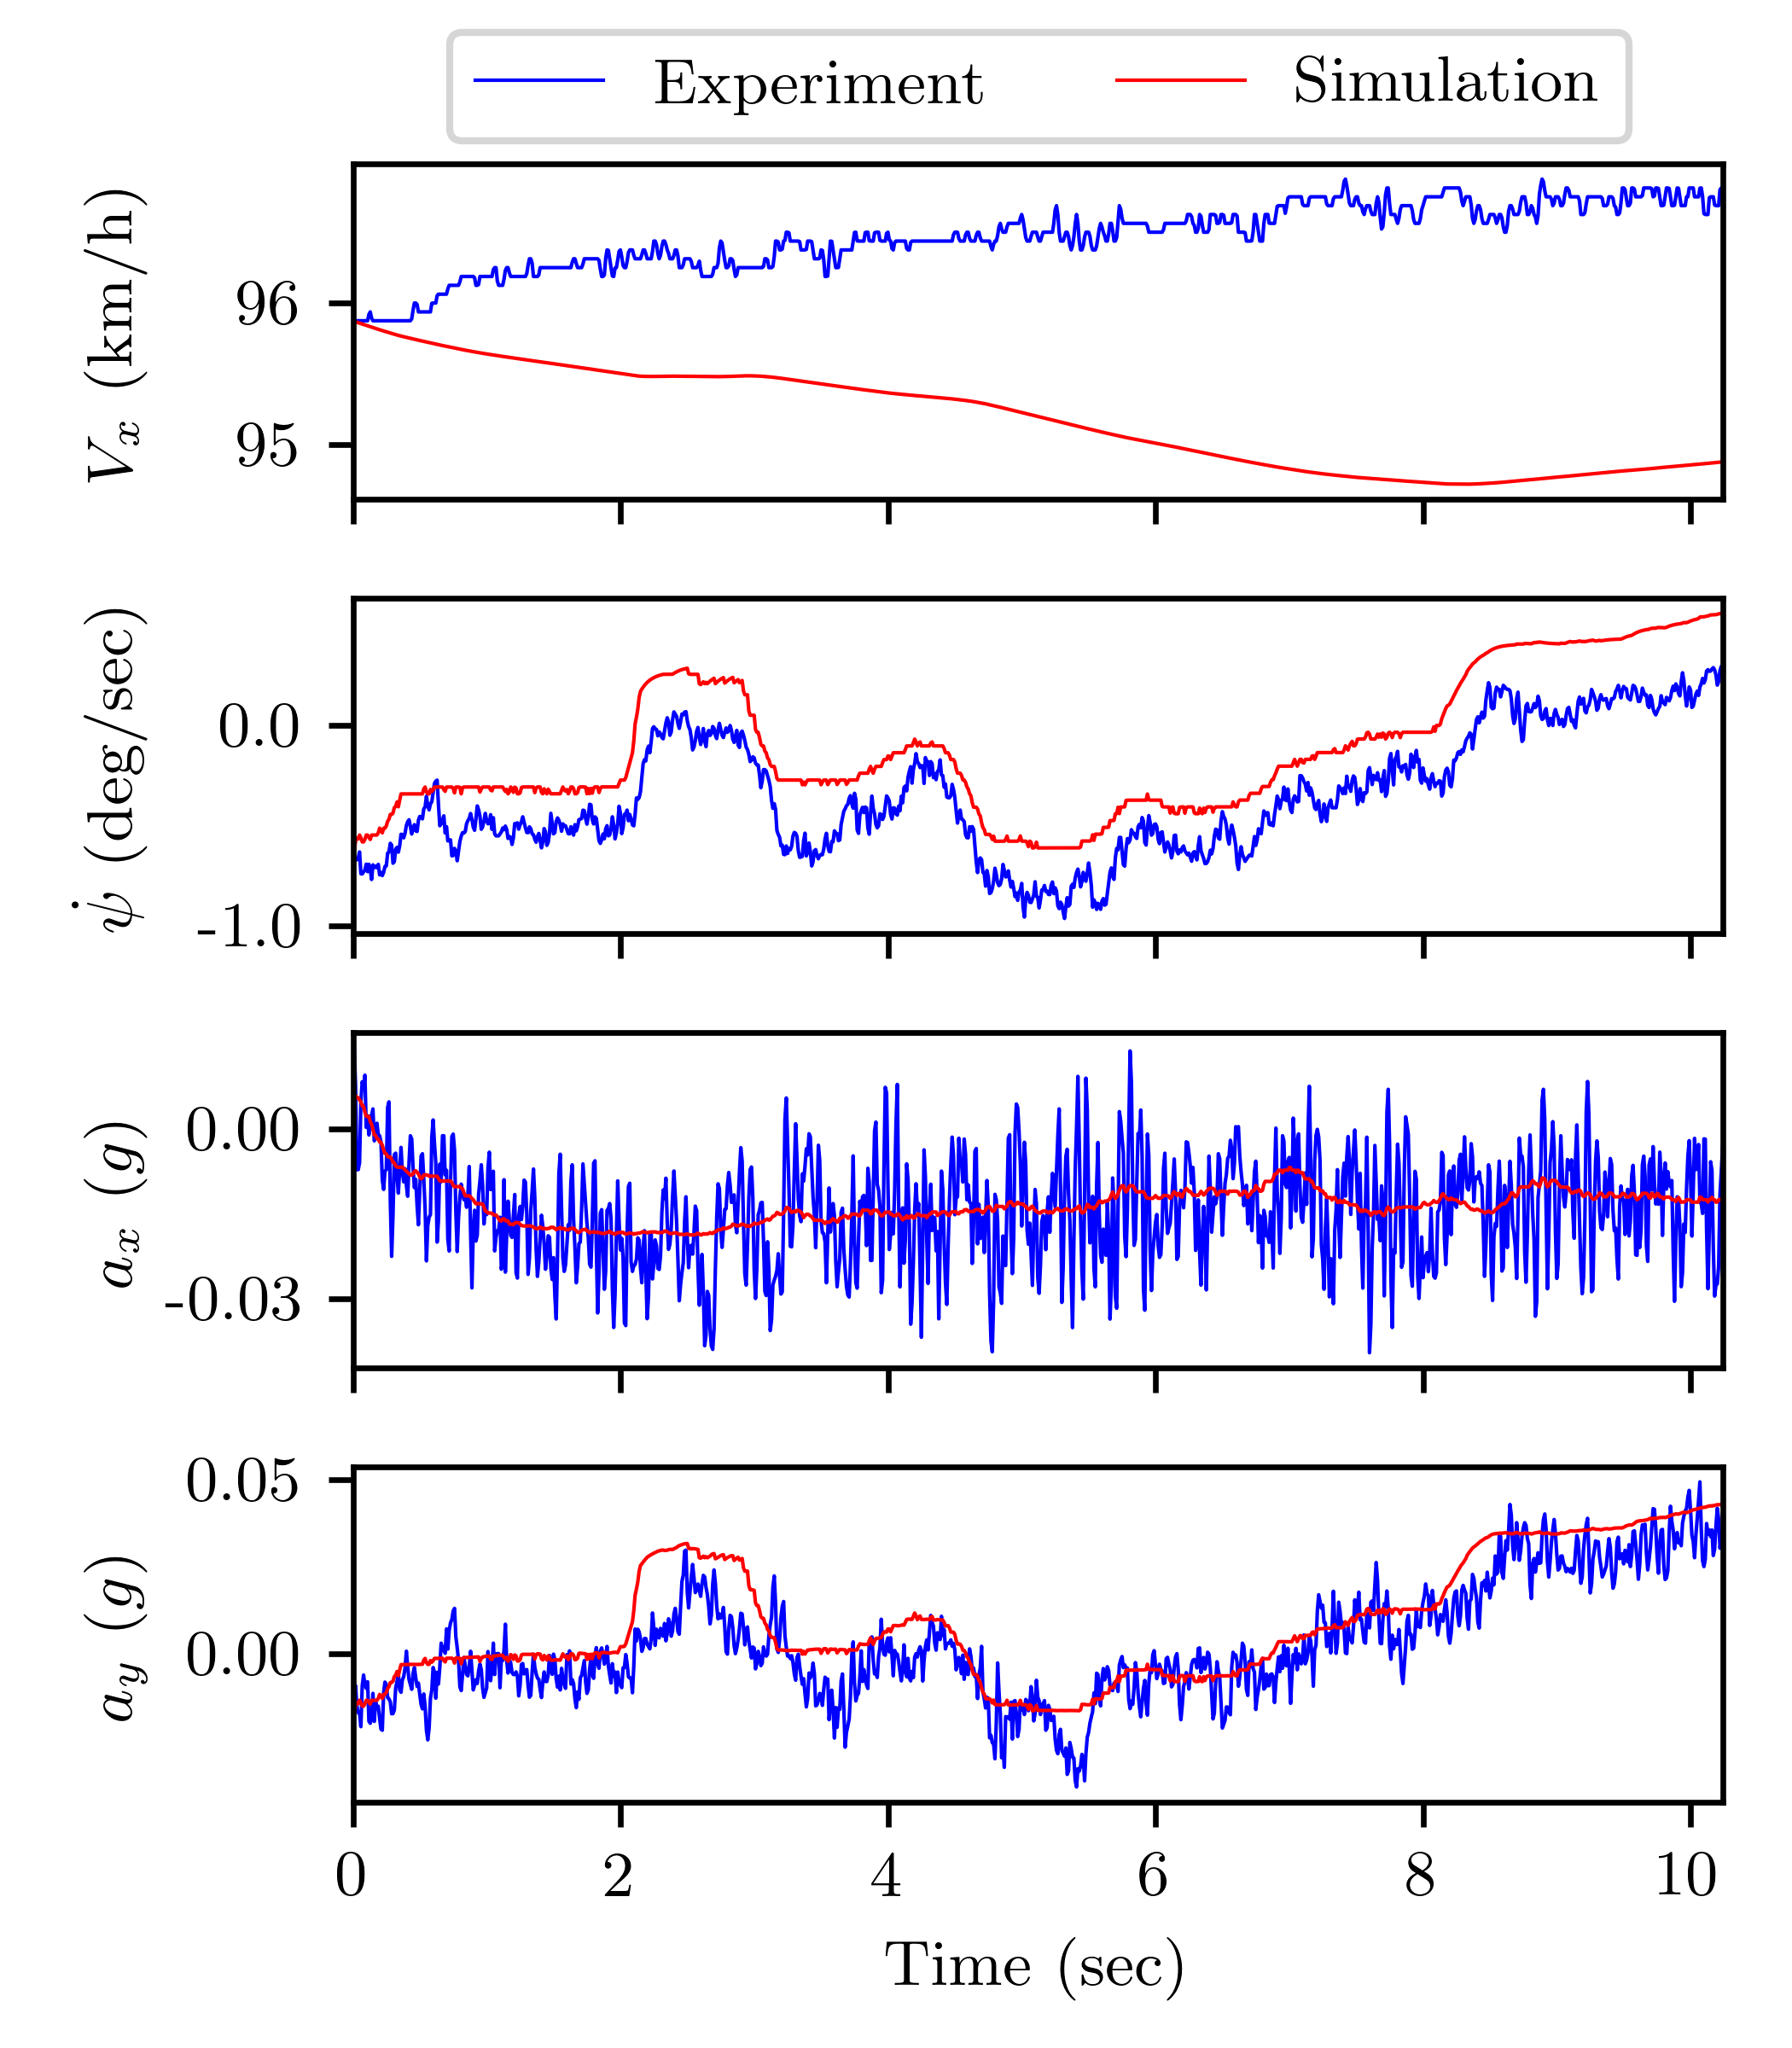 Experiment Simulation
V_x (km/h)
96
95
ψ̇ (deg/sec)
0.0
-1.0
a_x (g)
0.00
-0.03
a_y (g)
0.05
0.00
0 2 4 6 8 10
Time (sec)